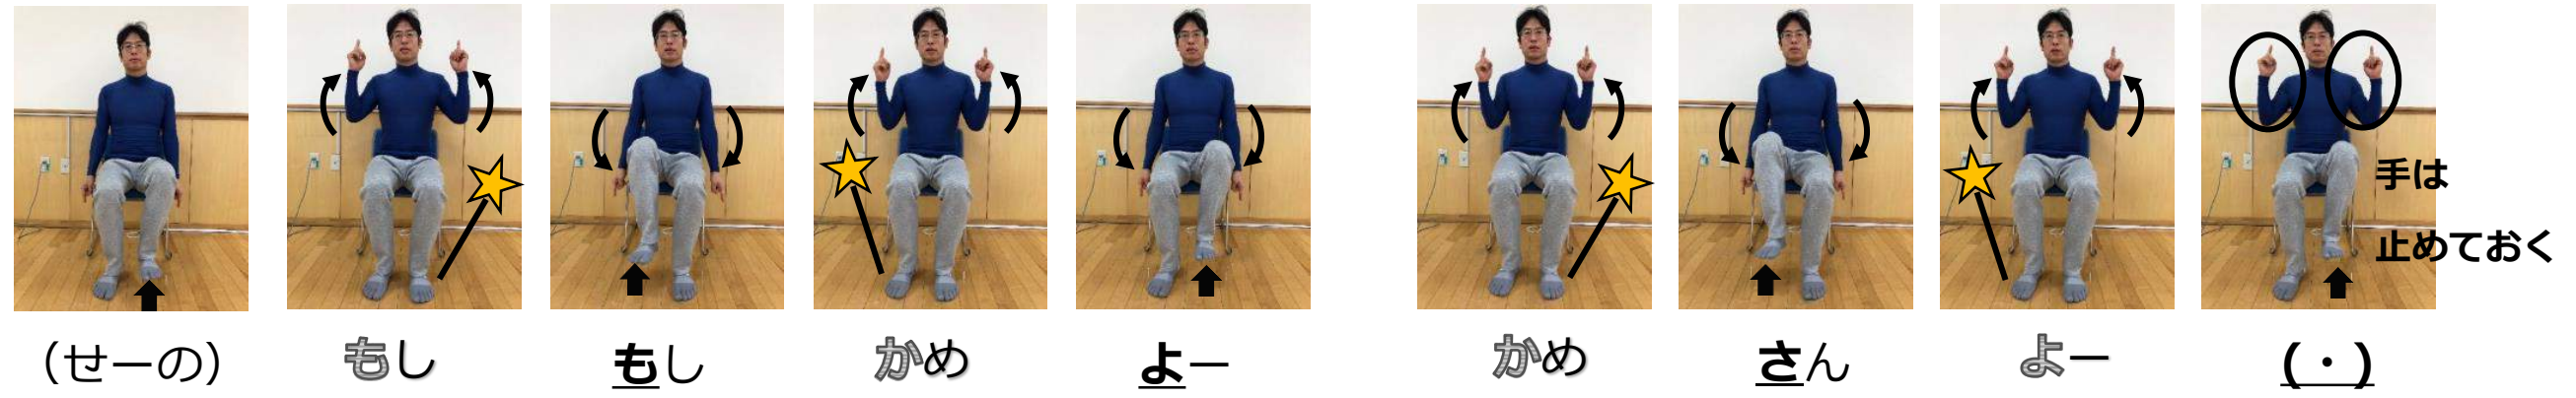 手は
止めておく
(せーの) もし もし かめ よー かめ さん よー (・)